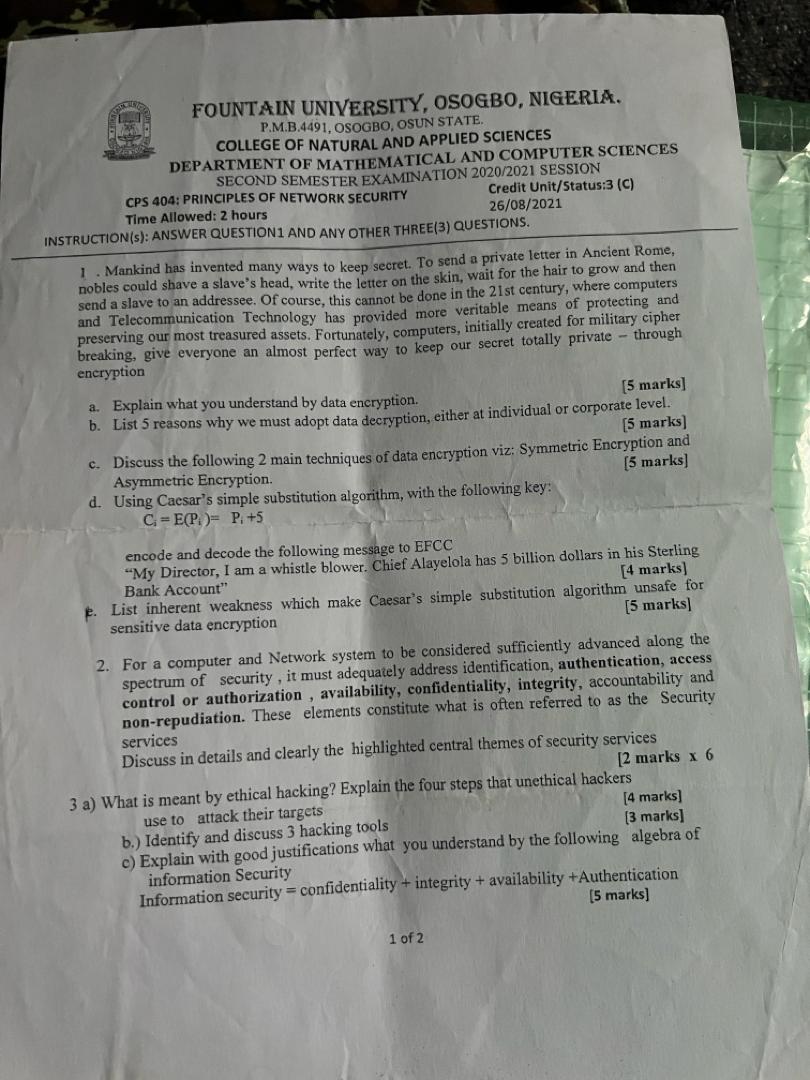 FOUNTAIN UNIVERSITY, OSOGBO, NIGERIA.
P.M.B.4491, OSOGBO, OSUN STATE.
COLLEGE OF NATURAL AND APPLIED SCIENCES
DEPARTMENT OF MATHEMATICAL AND COMPUTER SCIENCES
SECOND SEMESTER EXAMINATION 2020/2021 SESSION
CPS 404: PRINCIPLES OF NETWORK SECURITY Credit Unit/Status:3 (C)
Time Allowed: 2 hours 26/08/2021
INSTRUCTION(s): ANSWER QUESTION1 AND ANY OTHER THREE(3) QUESTIONS.
1 . Mankind has invented many ways to keep secret. To send a private letter in Ancient Rome,
nobles could shave a slave's head, write the letter on the skin, wait for the hair to grow and then
send a slave to an addressee. Of course, this cannot be done in the 21st century, where computers
and Telecommunication Technology has provided more veritable means of protecting and
preserving our most treasured assets. Fortunately, computers, initially created for military cipher
breaking, give everyone an almost perfect way to keep our secret totally private – through
encryption
a. Explain what you understand by data encryption. [5 marks]
b. List 5 reasons why we must adopt data decryption, either at individual or corporate level.
[5 marks]
c. Discuss the following 2 main techniques of data encryption viz: Symmetric Encryption and
Asymmetric Encryption. [5 marks]
d. Using Caesar's simple substitution algorithm, with the following key:
Ci = E(Pi )= Pi +5
encode and decode the following message to EFCC
"My Director, I am a whistle blower. Chief Alayelola has 5 billion dollars in his Sterling
Bank Account" [4 marks]
e. List inherent weakness which make Caesar's simple substitution algorithm unsafe for
sensitive data encryption [5 marks]
2. For a computer and Network system to be considered sufficiently advanced along the
spectrum of security , it must adequately address identification, authentication, access
control or authorization , availability, confidentiality, integrity, accountability and
non-repudiation. These elements constitute what is often referred to as the Security
services
Discuss in details and clearly the highlighted central themes of security services
[2 marks x 6
3 a) What is meant by ethical hacking? Explain the four steps that unethical hackers
use to attack their targets [4 marks]
b.) Identify and discuss 3 hacking tools [3 marks]
c) Explain with good justifications what you understand by the following algebra of
information Security
Information security = confidentiality + integrity + availability +Authentication
[5 marks]
1 of 2